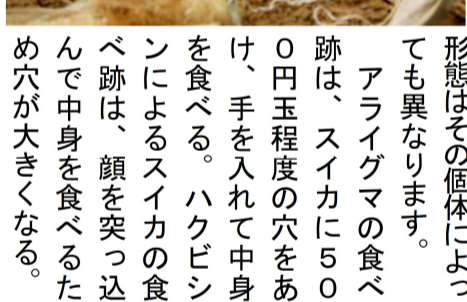 形態はその個体によっ
ても異なります。
　アライグマの食べ
跡は、スイカに５０
０円玉程度の穴をあ
け、手を入れて中身
を食べる。ハクビシ
ンによるスイカの食
べ跡は、顔を突っ込
んで中身を食べるた
め穴が大きくなる。